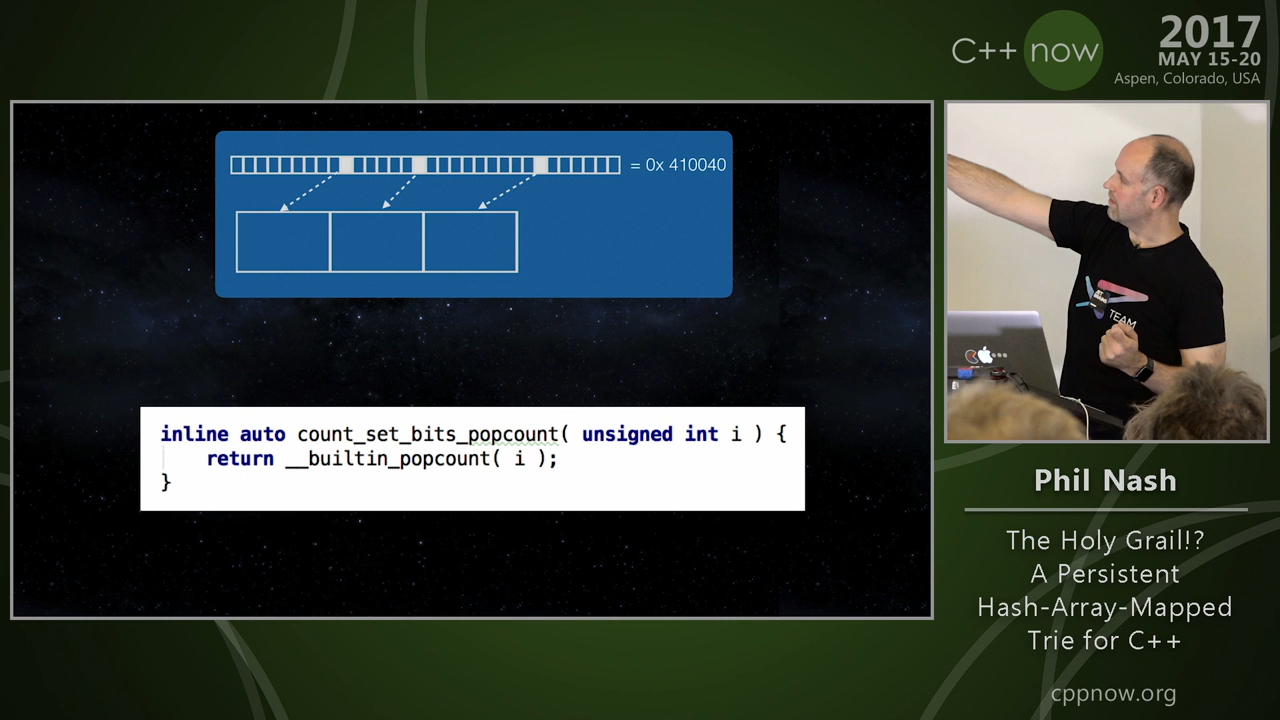 C++ now
2017
MAY 15-20
Aspen, Colorado, USA
= 0x 410040
inline auto count_set_bits_popcount( unsigned int i ) {
return __builtin_popcount( i );
}
TEAM
Phil Nash
The Holy Grail!?
A Persistent
Hash-Array-Mapped
Trie for C++
cppnow.org